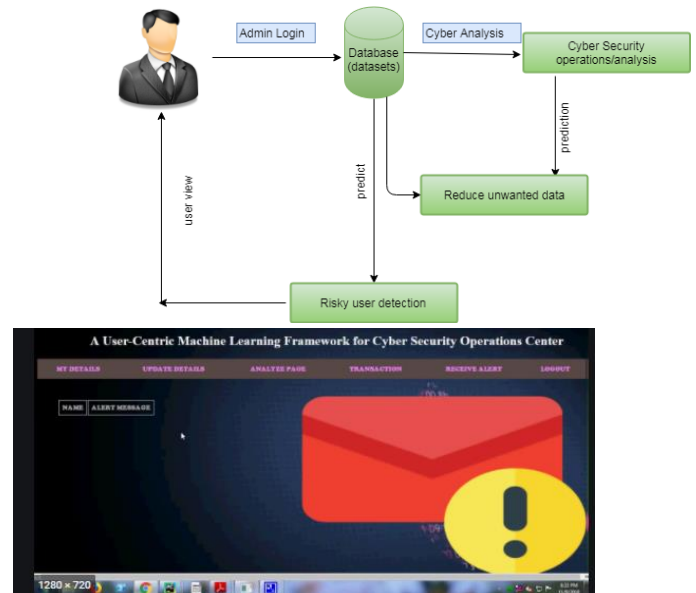 Admin Login
Database
(datasets)
Cyber Analysis
Cyber Security
operations/analysis
prediction
predict
user view
Reduce unwanted data
Risky user detection
A User-Centric Machine Learning Framework for Cyber Security Operations Center
MY DETAILS UPDATE DETAILS ANALYZE PAGE TRANSACTION RECEIVE ALERT LOGOUT
NAME ALERT MESSAGE
1280 × 720